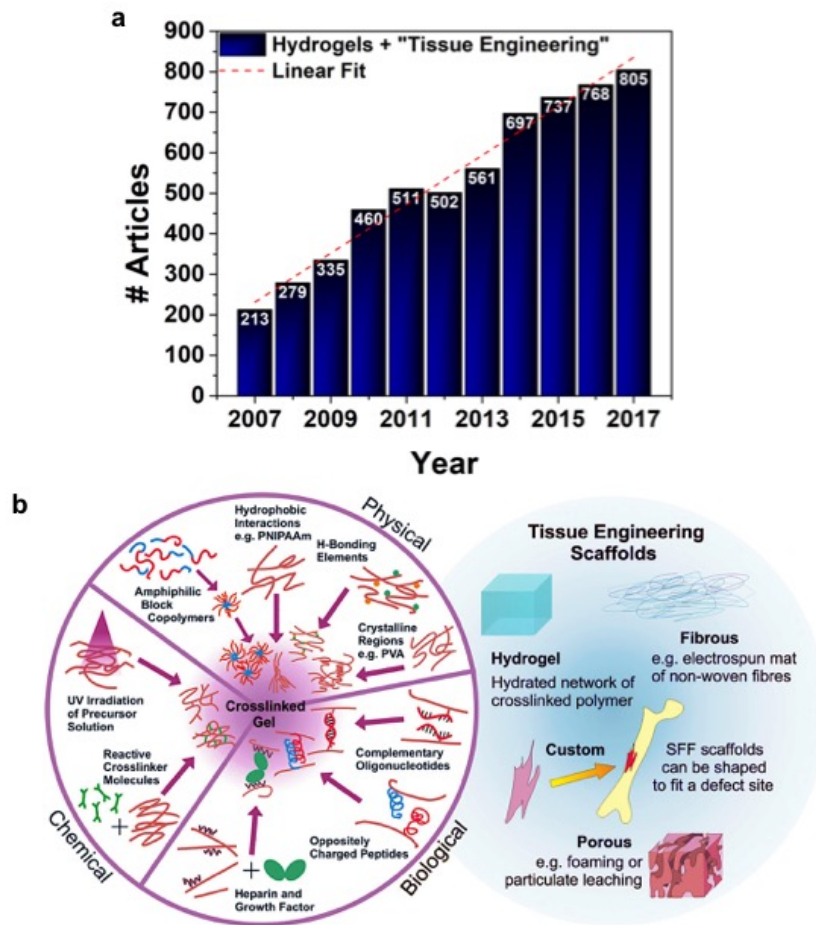 a
900
800
700
600
500
400
300
200
100
0
# Articles
Hydrogels + "Tissue Engineering"
Linear Fit
213
279
335
460
511
502
561
697
737
768
805
2007
2009
2011
2013
2015
2017
Year
b
Physical
Hydrophobic
Interactions
e.g. PNIPAAm
H-Bonding
Elements
Amphiphilic
Block
Copolymers
Crystalline
Regions
e.g. PVA
UV Irradiation
of Precursor
Solution
Crosslinked
Gel
Reactive
Crosslinker
Molecules
+
Complementary
Oligonucleotides
Oppositely
Charged Peptides
+
Heparin and
Growth Factor
Chemical
Biological
Tissue Engineering
Scaffolds
Hydrogel
Hydrated network of
crosslinked polymer
Fibrous
e.g. electrospun mat
of non-woven fibres
Custom
SFF scaffolds
can be shaped
to fit a defect site
Porous
e.g. foaming or
particulate leaching